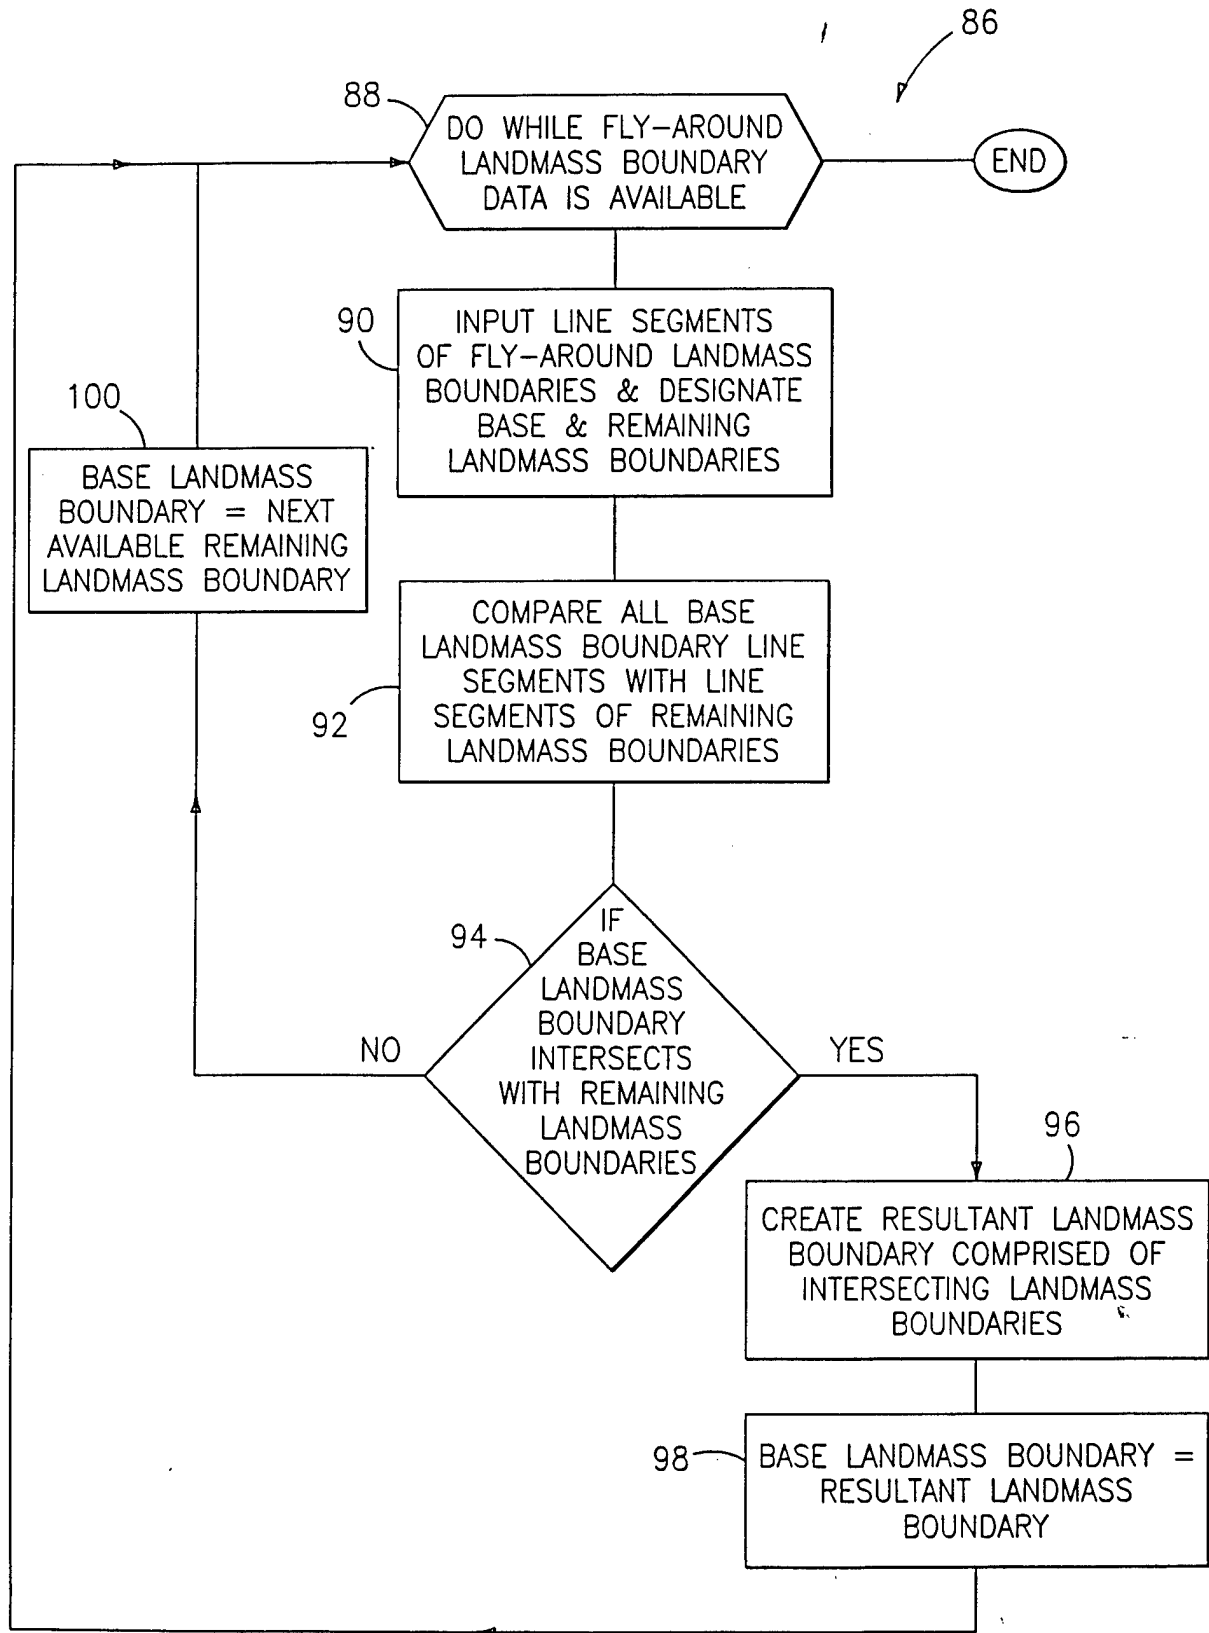 86
88
DO WHILE FLY-AROUND
LANDMASS BOUNDARY
DATA IS AVAILABLE
END
90
INPUT LINE SEGMENTS
OF FLY-AROUND LANDMASS
BOUNDARIES & DESIGNATE
BASE & REMAINING
LANDMASS BOUNDARIES
100
BASE LANDMASS
BOUNDARY = NEXT
AVAILABLE REMAINING
LANDMASS BOUNDARY
92
COMPARE ALL BASE
LANDMASS BOUNDARY LINE
SEGMENTS WITH LINE
SEGMENTS OF REMAINING
LANDMASS BOUNDARIES
94
IF
BASE
LANDMASS
BOUNDARY
INTERSECTS
WITH REMAINING
LANDMASS
BOUNDARIES
NO
YES
96
CREATE RESULTANT LANDMASS
BOUNDARY COMPRISED OF
INTERSECTING LANDMASS
BOUNDARIES
98
BASE LANDMASS BOUNDARY =
RESULTANT LANDMASS
BOUNDARY